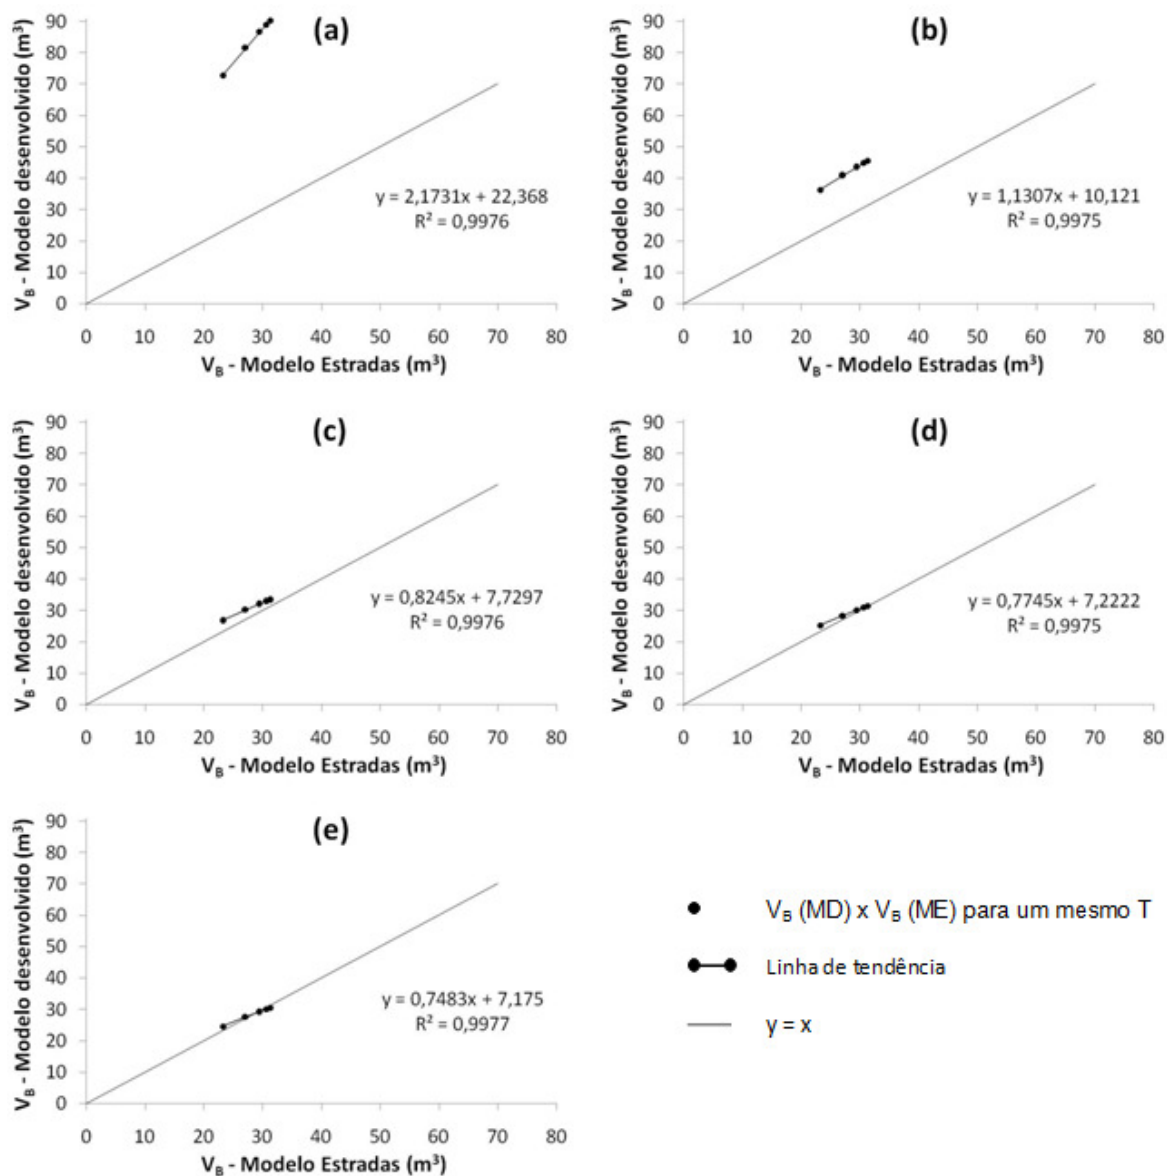 (a)
V_B - Modelo desenvolvido (m³)
90
80
70
60
50
40
30
20
10
0
y = 2,1731x + 22,368
R² = 0,9976
0 10 20 30 40 50 60 70 80
V_B - Modelo Estradas (m³)
(b)
V_B - Modelo desenvolvido (m³)
90
80
70
60
50
40
30
20
10
0
y = 1,1307x + 10,121
R² = 0,9975
0 10 20 30 40 50 60 70 80
V_B - Modelo Estradas (m³)
(c)
V_B - Modelo desenvolvido (m³)
90
80
70
60
50
40
30
20
10
0
y = 0,8245x + 7,7297
R² = 0,9976
0 10 20 30 40 50 60 70 80
V_B - Modelo Estradas (m³)
(d)
V_B - Modelo desenvolvido (m³)
90
80
70
60
50
40
30
20
10
0
y = 0,7745x + 7,2222
R² = 0,9975
0 10 20 30 40 50 60 70 80
V_B - Modelo Estradas (m³)
(e)
V_B - Modelo desenvolvido (m³)
90
80
70
60
50
40
30
20
10
0
y = 0,7483x + 7,175
R² = 0,9977
0 10 20 30 40 50 60 70 80
V_B - Modelo Estradas (m³)
V_B (MD) x V_B (ME) para um mesmo T
Linha de tendência
y = x